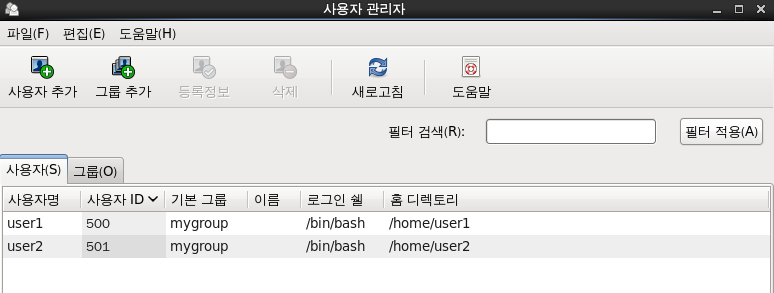 사용자 관리자
파일(F) 편집(E) 도움말(H)
사용자 추가 그룹 추가 등록정보 삭제 새로고침 도움말
필터 검색(R): 필터 적용(A)
사용자(S) 그룹(O)
사용자명 사용자 ID 기본 그룹 이름 로그인 쉘 홈 디렉토리
user1 500 mygroup /bin/bash /home/user1
user2 501 mygroup /bin/bash /home/user2